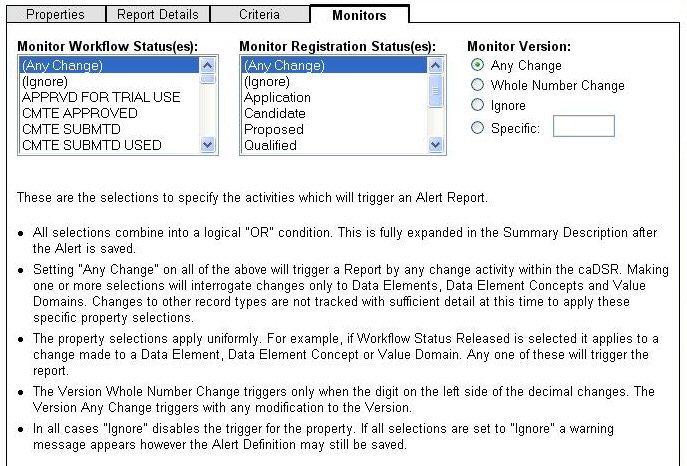 Properties Report Details Criteria Monitors
Monitor Workflow Status(es): Monitor Registration Status(es): Monitor Version:
(Any Change) (Any Change) Any Change
(Ignore) (Ignore) Whole Number Change
APPRVD FOR TRIAL USE Application Ignore
CMTE APPROVED Candidate Specific:
CMTE SUBMTD Proposed
CMTE SUBMTD USED Qualified
These are the selections to specify the activities which will trigger an Alert Report.
• All selections combine into a logical "OR" condition. This is fully expanded in the Summary Description after
the Alert is saved.
• Setting "Any Change" on all of the above will trigger a Report by any change activity within the caDSR. Making
one or more selections will interrogate changes only to Data Elements, Data Element Concepts and Value
Domains. Changes to other record types are not tracked with sufficient detail at this time to apply these
specific property selections.
• The property selections apply uniformly. For example, if Workflow Status Released is selected it applies to a
change made to a Data Element, Data Element Concept or Value Domain. Any one of these will trigger the
report.
• The Version Whole Number Change triggers only when the digit on the left side of the decimal changes. The
Version Any Change triggers with any modification to the Version.
• In all cases "Ignore" disables the trigger for the property. If all selections are set to "Ignore" a warning
message appears however the Alert Definition may still be saved.